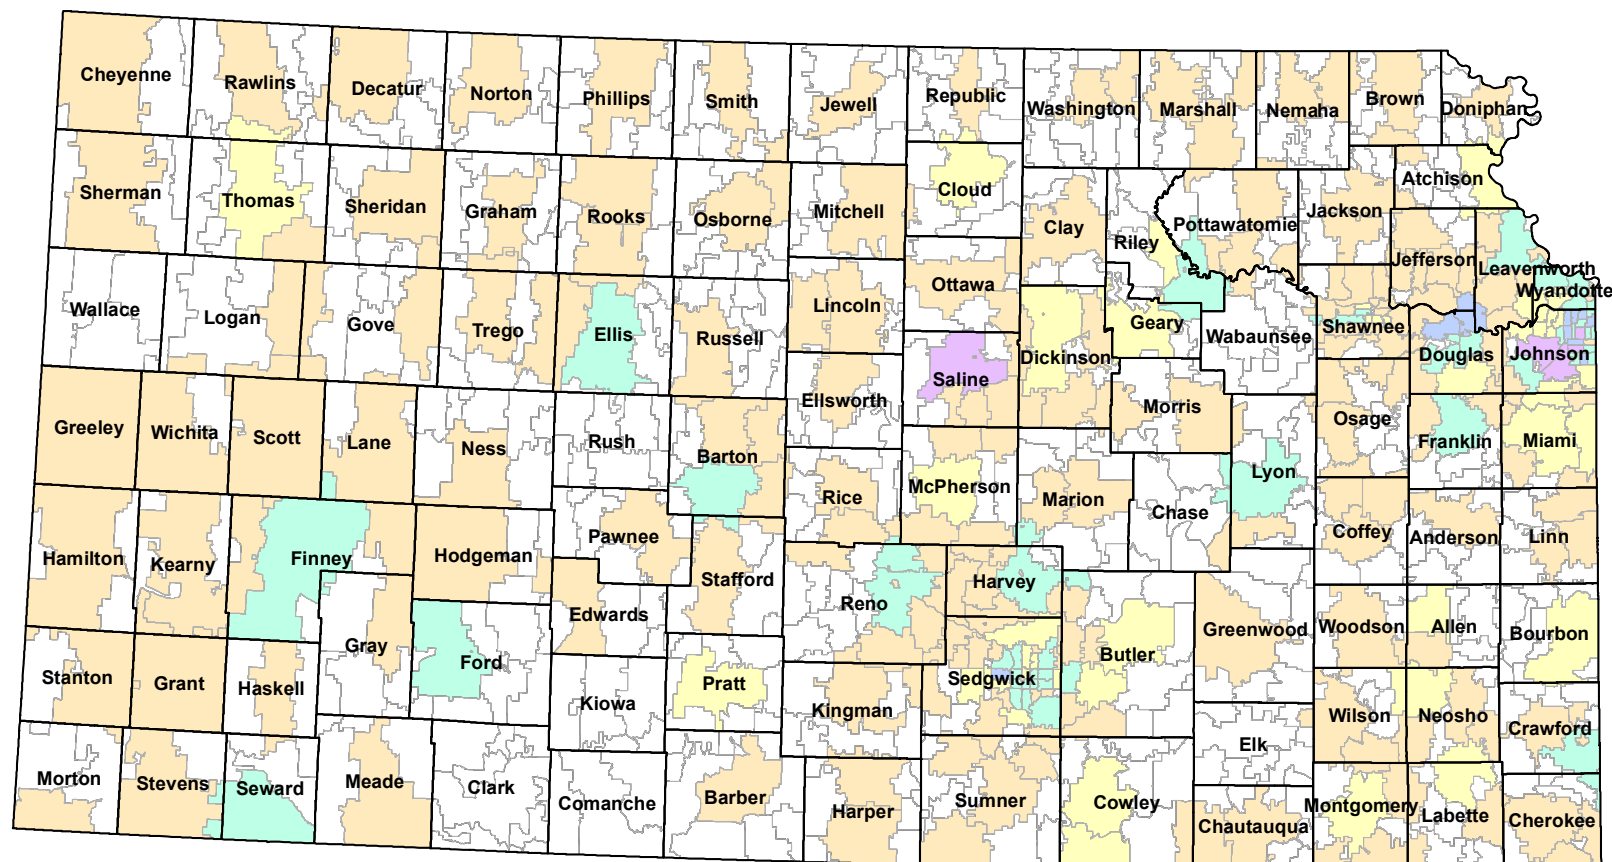 Cheyenne
Rawlins
Decatur
Norton
Phillips
Smith
Jewell
Republic
Washington
Marshall
Nemaha
Brown
Doniphan
Sherman
Thomas
Sheridan
Graham
Rooks
Osborne
Mitchell
Cloud
Clay
Riley
Pottawatomie
Jackson
Atchison
Jefferson
Leavenworth
Wyandotte
Wallace
Logan
Gove
Trego
Ellis
Russell
Lincoln
Ottawa
Saline
Dickinson
Geary
Wabaunsee
Shawnee
Douglas
Johnson
Greeley
Wichita
Scott
Lane
Ness
Rush
Barton
Ellsworth
Rice
McPherson
Marion
Morris
Chase
Lyon
Osage
Franklin
Miami
Hamilton
Kearny
Finney
Hodgeman
Pawnee
Edwards
Stafford
Reno
Harvey
Sedgwick
Butler
Greenwood
Coffey
Anderson
Linn
Woodson
Allen
Bourbon
Stanton
Grant
Haskell
Gray
Ford
Kiowa
Pratt
Kingman
Elk
Wilson
Neosho
Crawford
Morton
Stevens
Seward
Meade
Clark
Comanche
Barber
Harper
Sumner
Cowley
Chautauqua
Montgomery
Labette
Cherokee